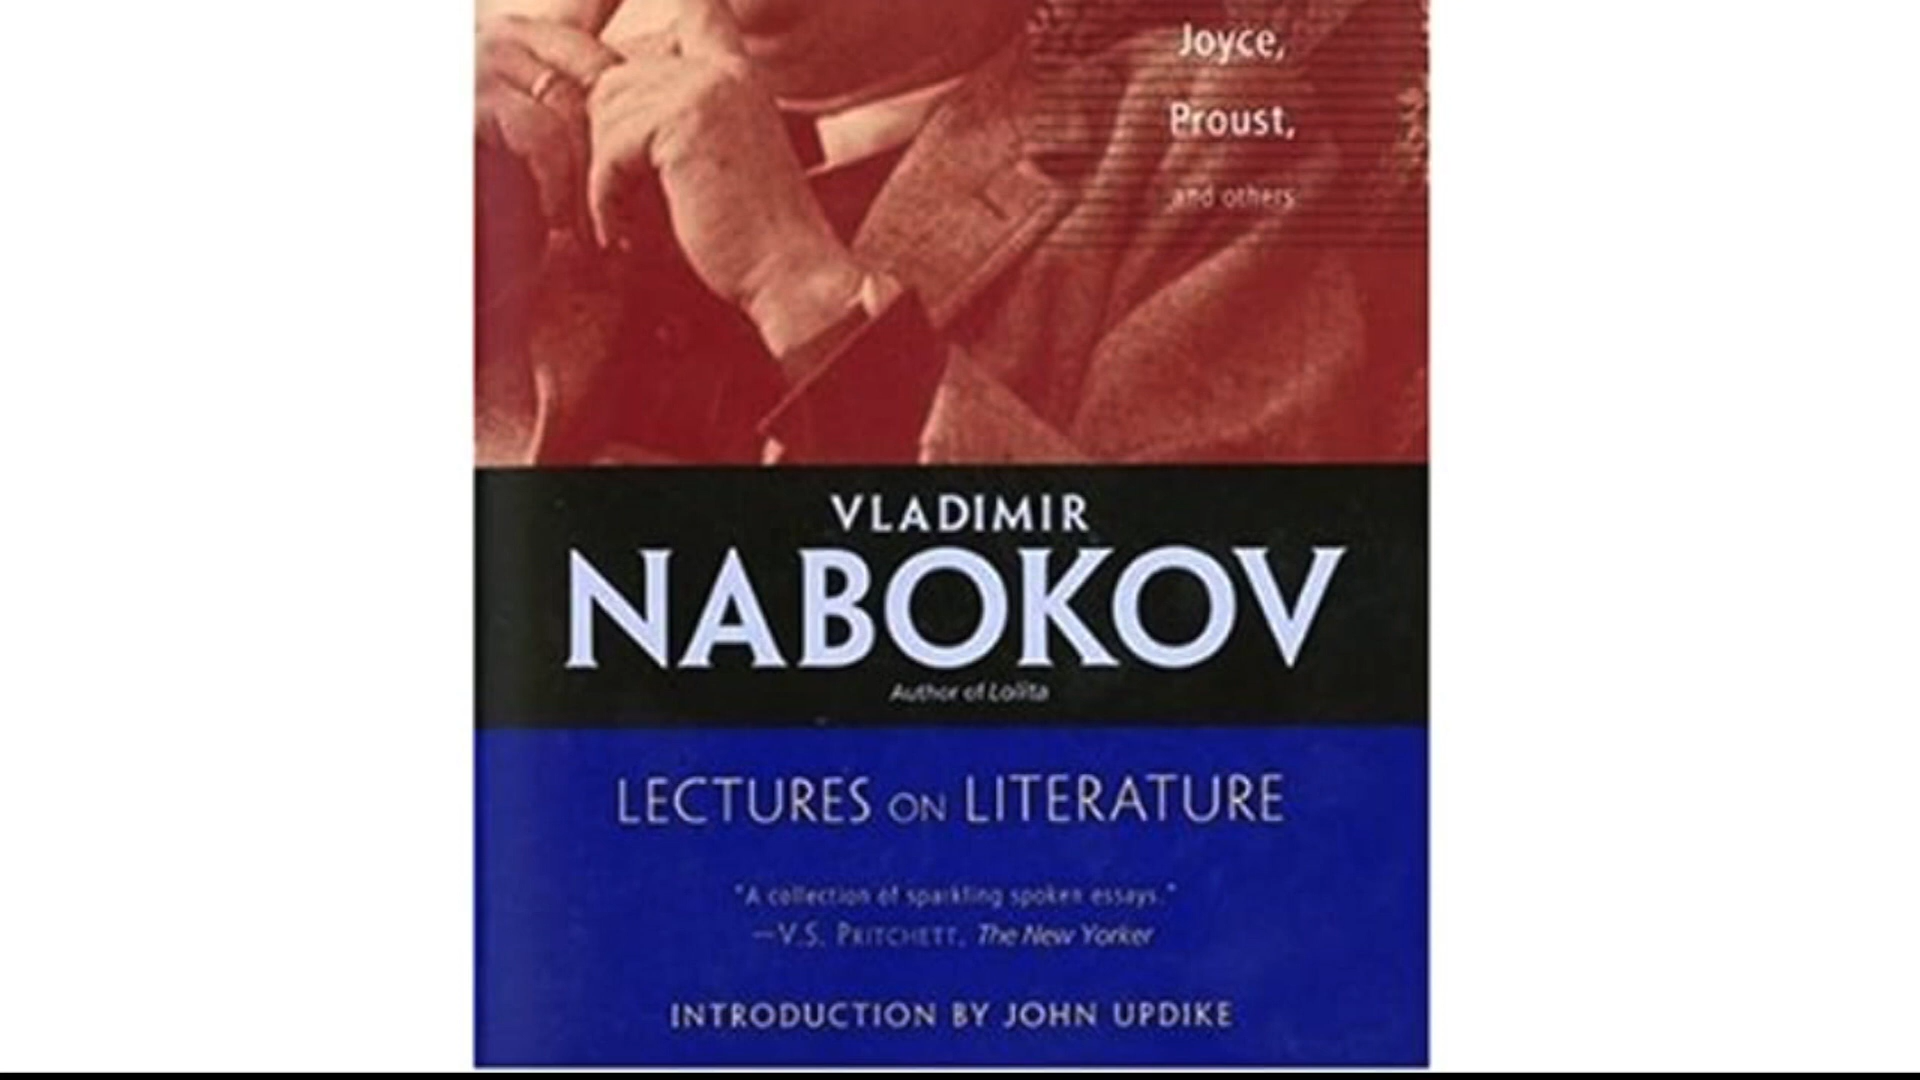 Joyce,
Proust,
and others
VLADIMIR
NABOKOV
Author of Lolita
LECTURES ON LITERATURE
"A collection of sparkling spoken essays."
—V.S. PRITCHETT, The New Yorker
INTRODUCTION BY JOHN UPDIKE